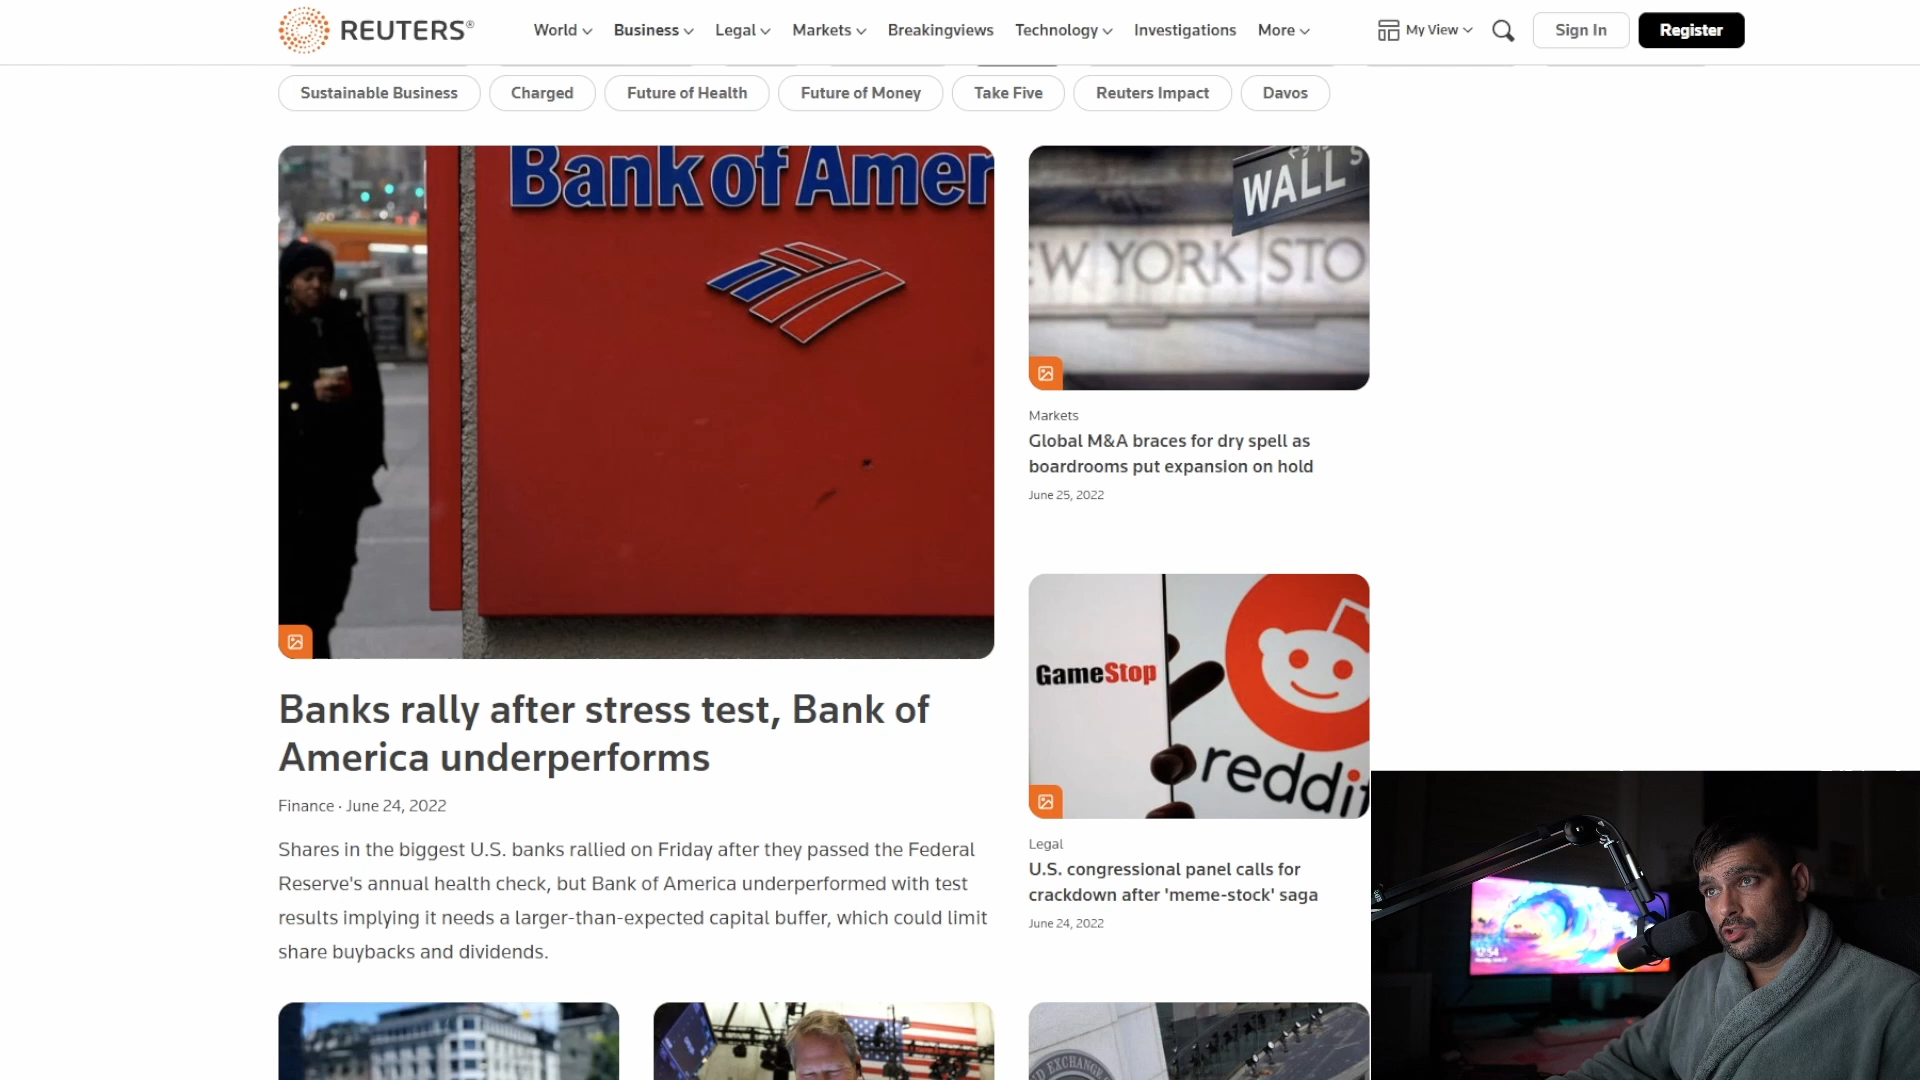 REUTERS®
World
Business
Legal
Markets
Breakingviews
Technology
Investigations
More
My View
Sign In
Register
Sustainable Business
Charged
Future of Health
Future of Money
Take Five
Reuters Impact
Davos
Bank of Amer
WALL S
EW YORK STO
Markets
Global M&A braces for dry spell as
boardrooms put expansion on hold
June 25, 2022
GameStop
reddit
Banks rally after stress test, Bank of
America underperforms
Finance · June 24, 2022
Shares in the biggest U.S. banks rallied on Friday after they passed the Federal
Reserve's annual health check, but Bank of America underperformed with test
results implying it needs a larger-than-expected capital buffer, which could limit
share buybacks and dividends.
Legal
U.S. congressional panel calls for
crackdown after 'meme-stock' saga
June 24, 2022
12:54
D EXCHANGE